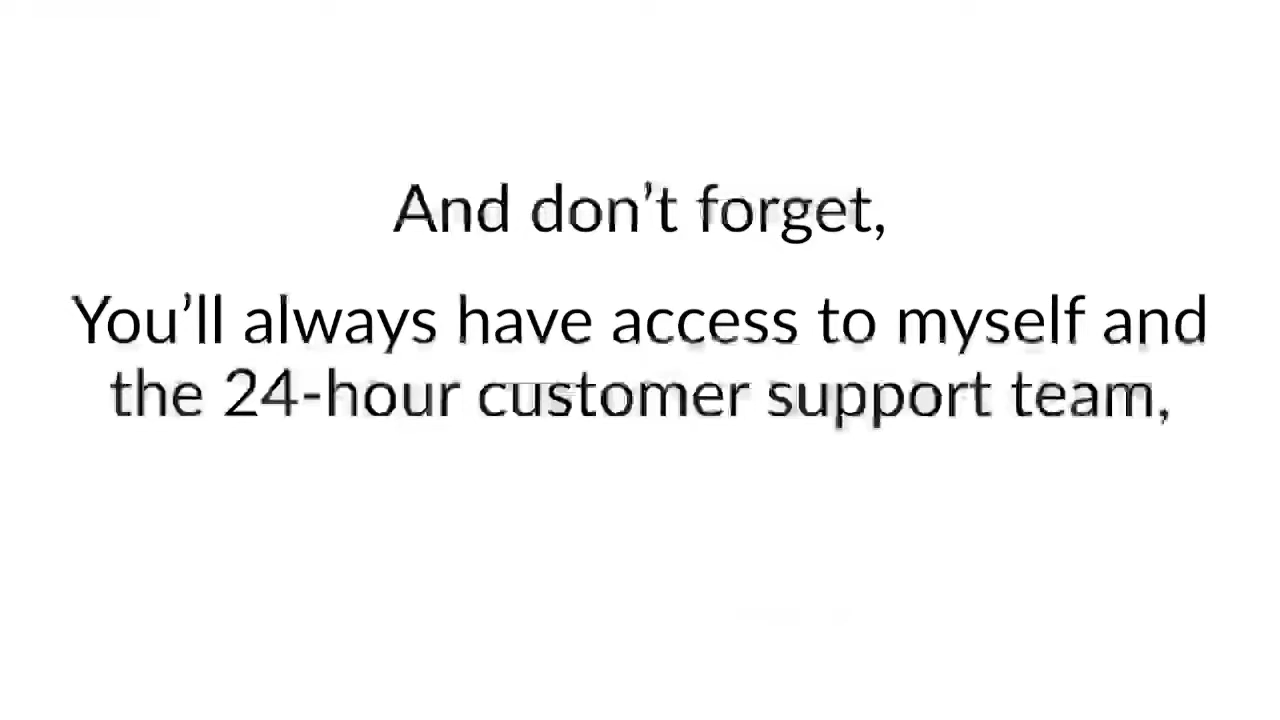 And don’t forget,
You’ll always have access to myself and
the 24-hour customer support team,